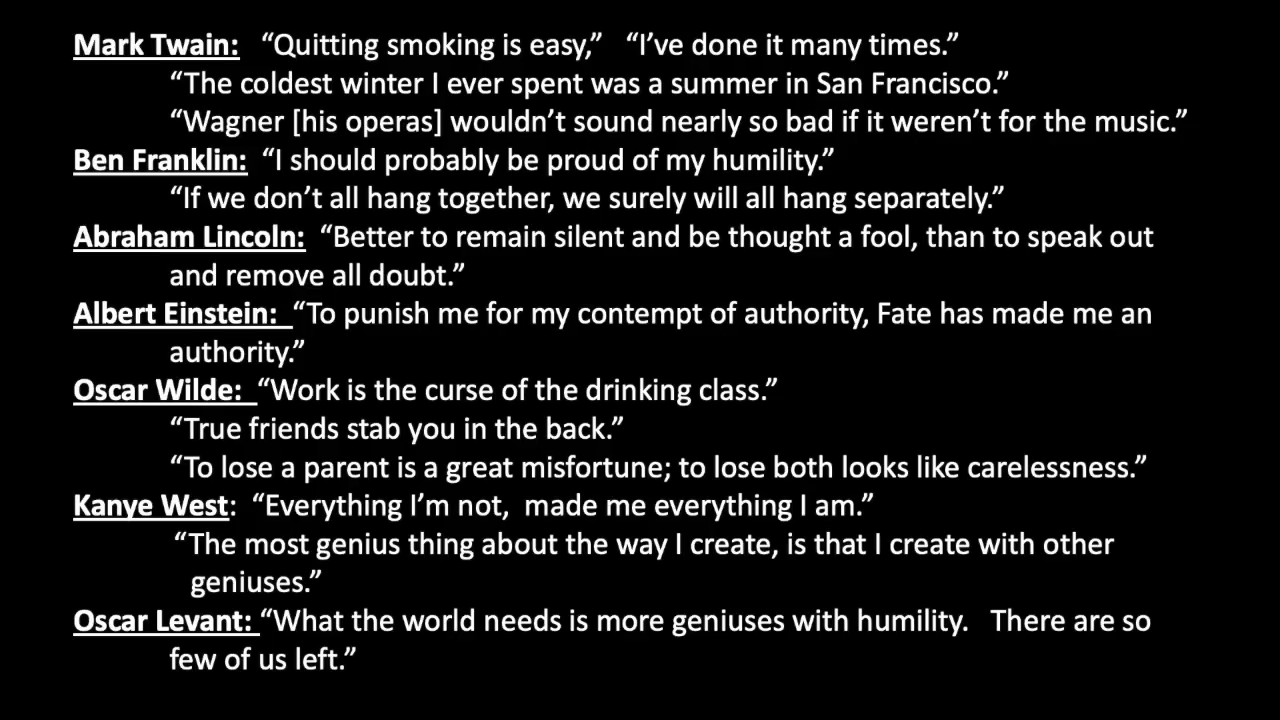 Mark Twain: “Quitting smoking is easy,” “I’ve done it many times.”
“The coldest winter I ever spent was a summer in San Francisco.”
“Wagner [his operas] wouldn’t sound nearly so bad if it weren’t for the music.”
Ben Franklin: “I should probably be proud of my humility.”
“If we don’t all hang together, we surely will all hang separately.”
Abraham Lincoln: “Better to remain silent and be thought a fool, than to speak out
and remove all doubt.”
Albert Einstein: “To punish me for my contempt of authority, Fate has made me an
authority.”
Oscar Wilde: “Work is the curse of the drinking class.”
“True friends stab you in the back.”
“To lose a parent is a great misfortune; to lose both looks like carelessness.”
Kanye West: “Everything I’m not, made me everything I am.”
“The most genius thing about the way I create, is that I create with other
geniuses.”
Oscar Levant: “What the world needs is more geniuses with humility. There are so
few of us left.”